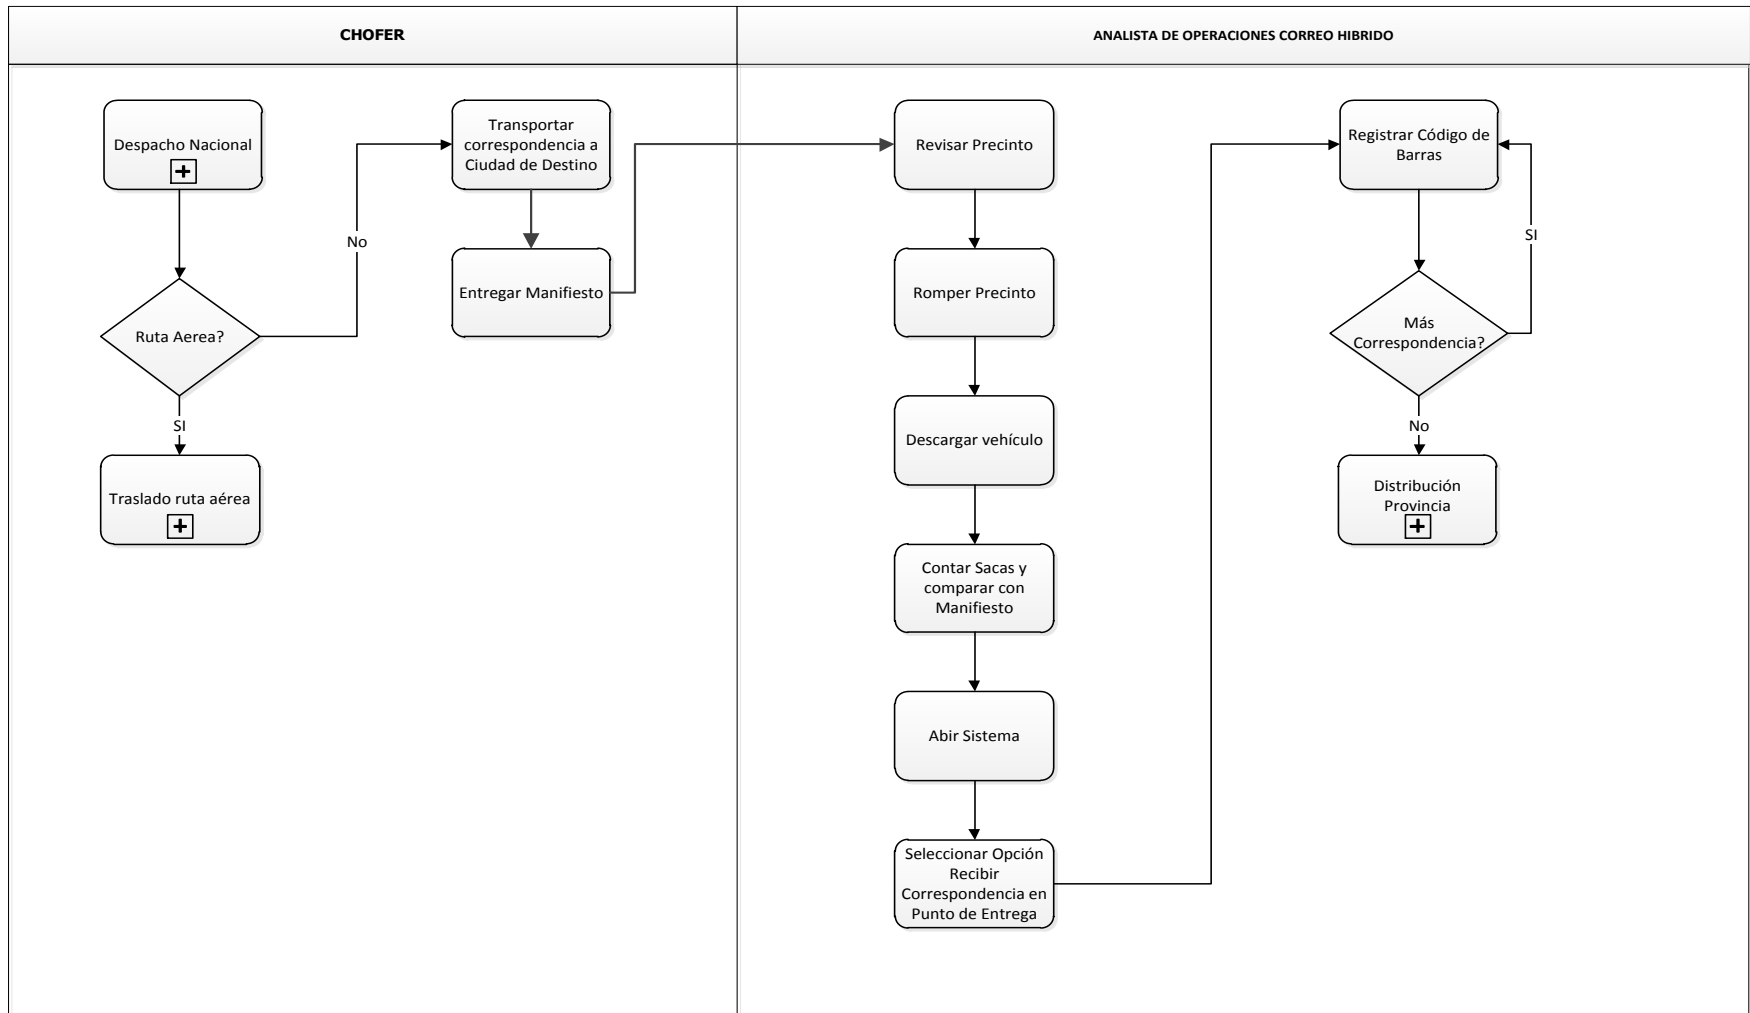 CHOFER
ANALISTA DE OPERACIONES CORREO HIBRIDO
Despacho Nacional
Ruta Aerea?
SI
Traslado ruta aérea
No
Transportar
correspondencia a
Ciudad de Destino
Entregar Manifiesto
Revisar Precinto
Romper Precinto
Descargar vehículo
Contar Sacas y
comparar con
Manifiesto
Abir Sistema
Seleccionar Opción
Recibir
Correspondencia en
Punto de Entrega
Registrar Código de
Barras
SI
Más
Correspondencia?
No
Distribución
Provincia